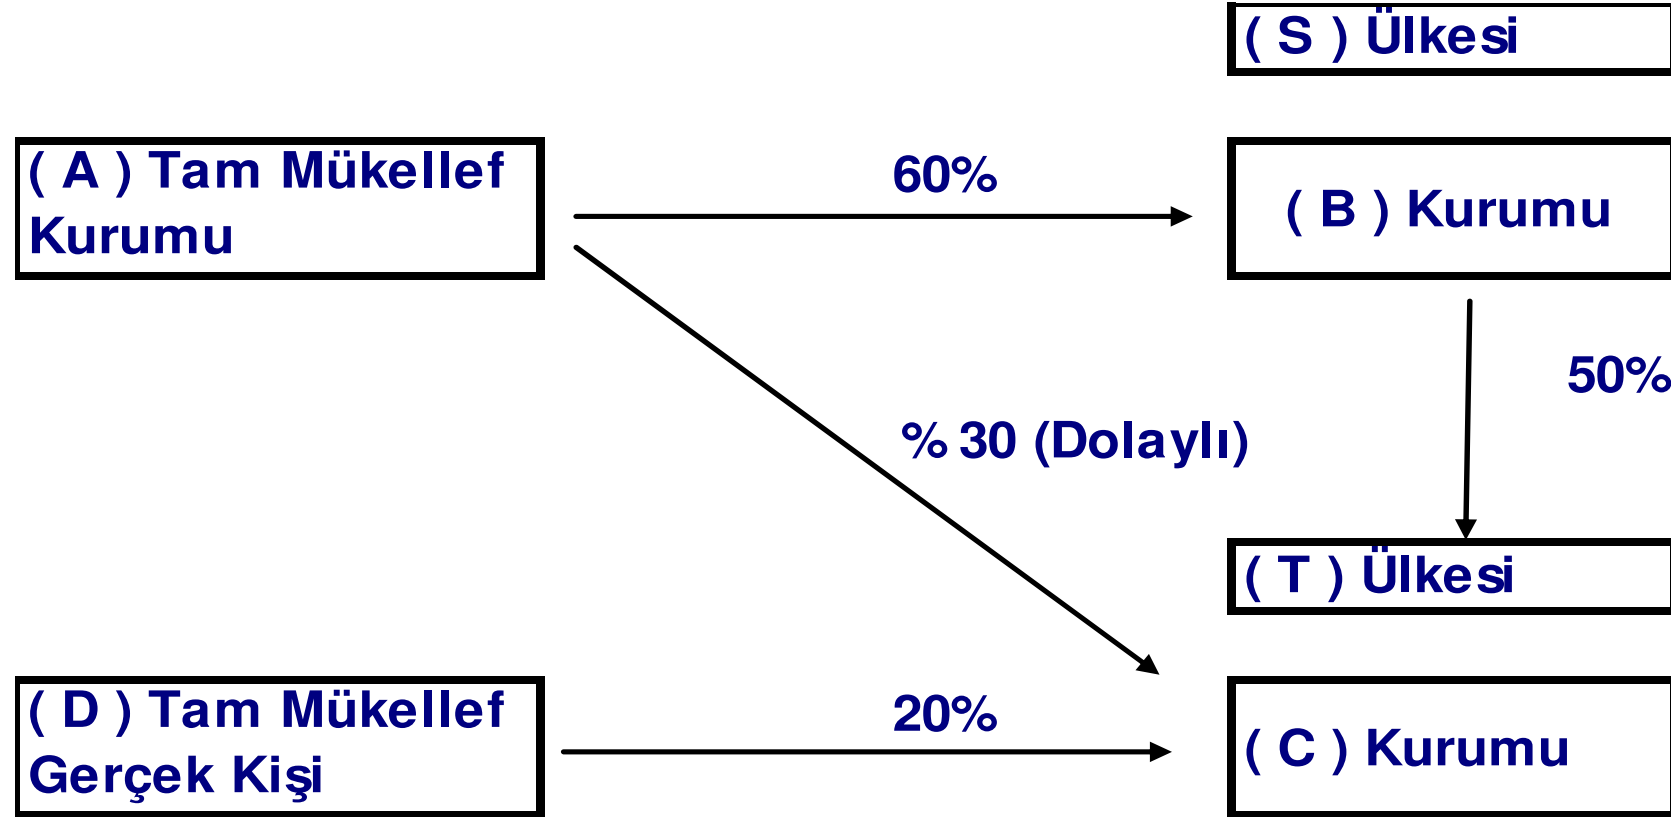 ( S ) Ülkesi
( A ) Tam Mükellef
Kurumu
60%
( B ) Kurumu
50%
% 30 (Dolaylı)
( T ) Ülkesi
( D ) Tam Mükellef
Gerçek Kişi
20%
( C ) Kurumu